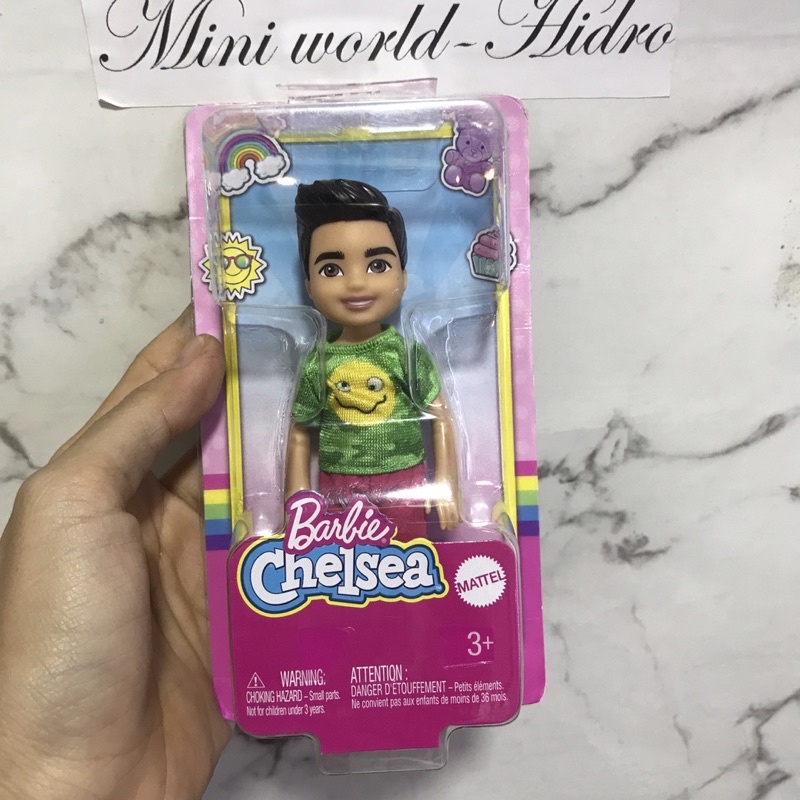 Mini world-Hidro
Barbie
Chelsea
MATTEL
3+
WARNING:
CHOKING HAZARD – Small parts.
Not for children under 3 years.
ATTENTION :
DANGER D'ÉTOUFFEMENT – Petits éléments.
Ne convient pas aux enfants de moins de 36 mois.